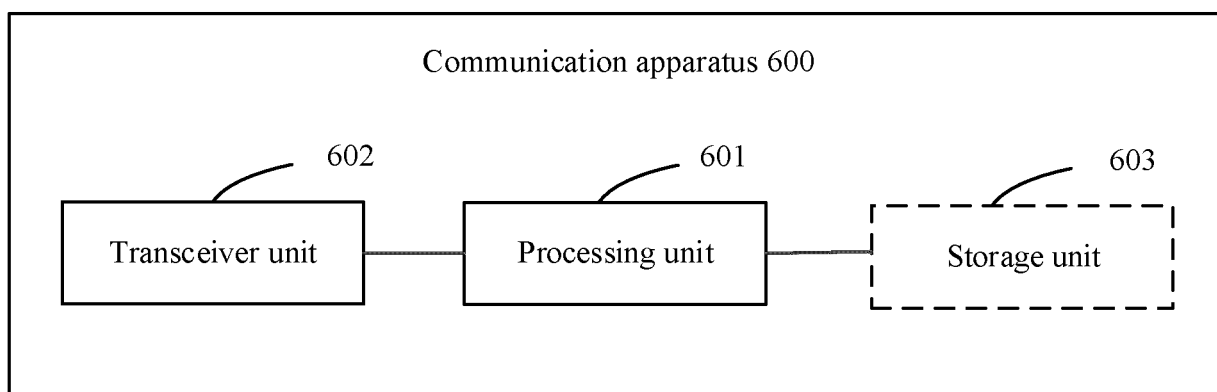 Communication apparatus 600
602
601
603
Transceiver unit
Processing unit
Storage unit